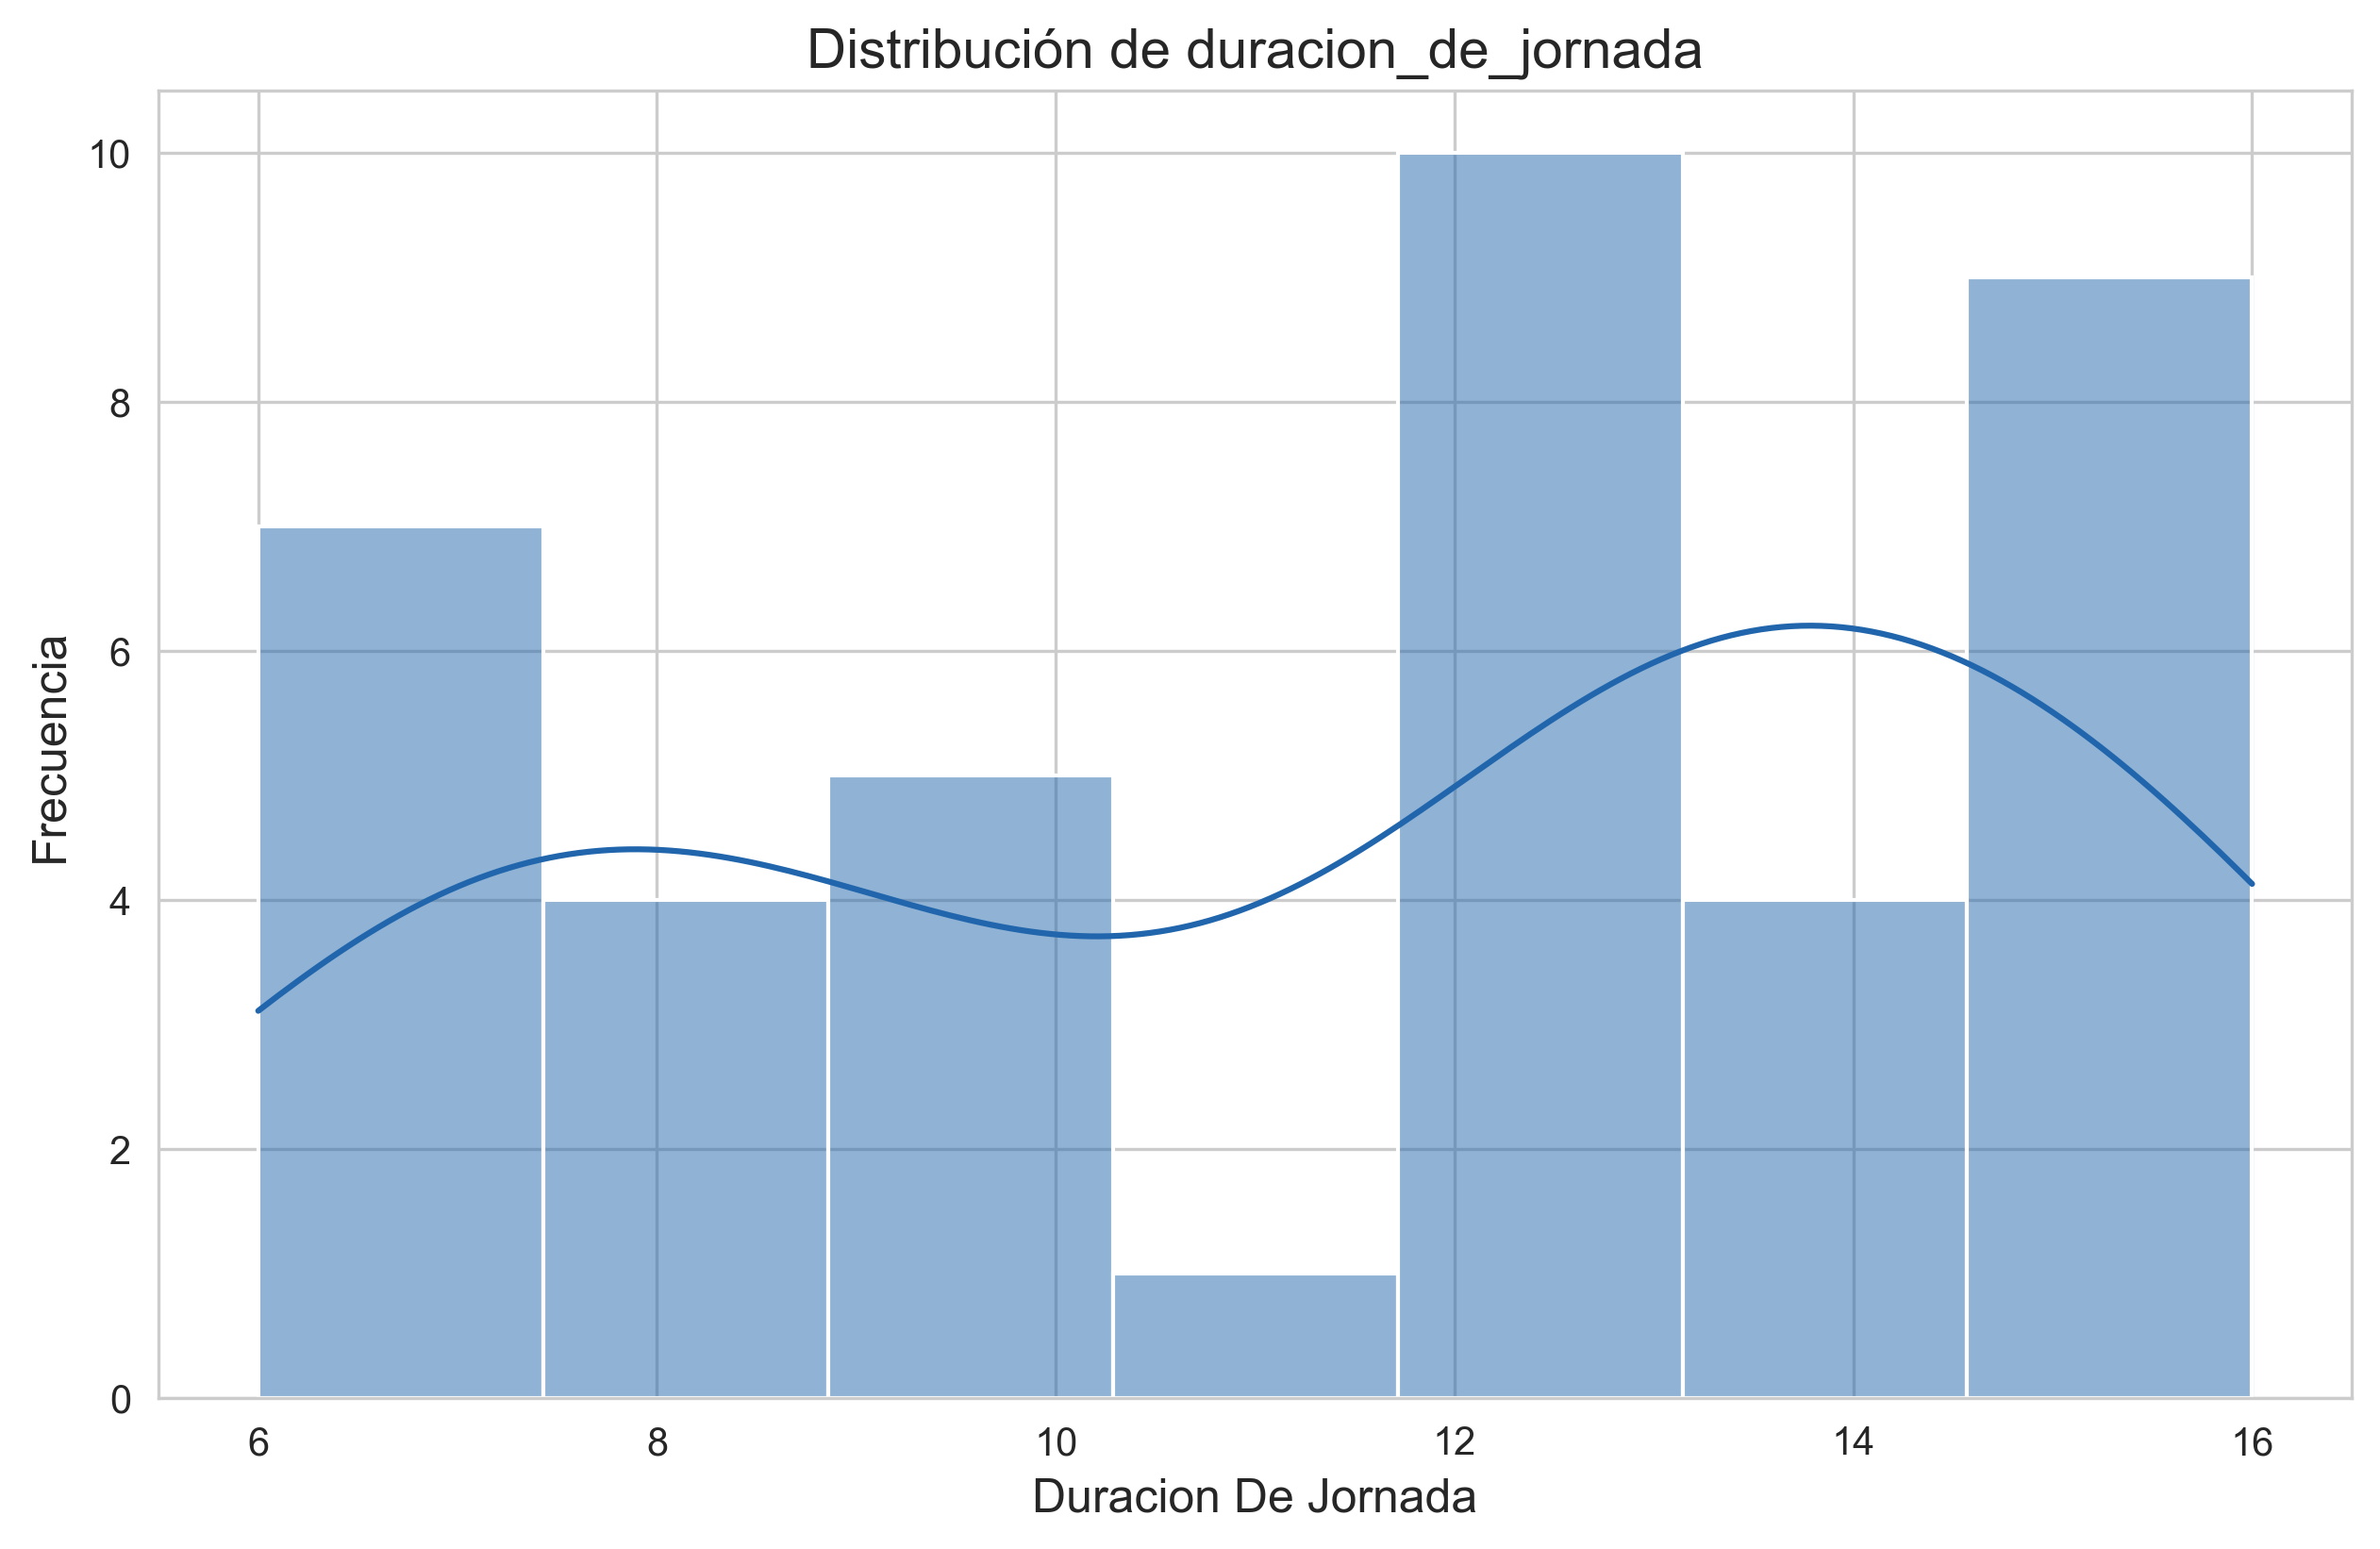 Distribución de duracion_de_jornada
Frecuencia
10
8
6
4
2
0
6 8 10 12 14 16
Duracion De Jornada